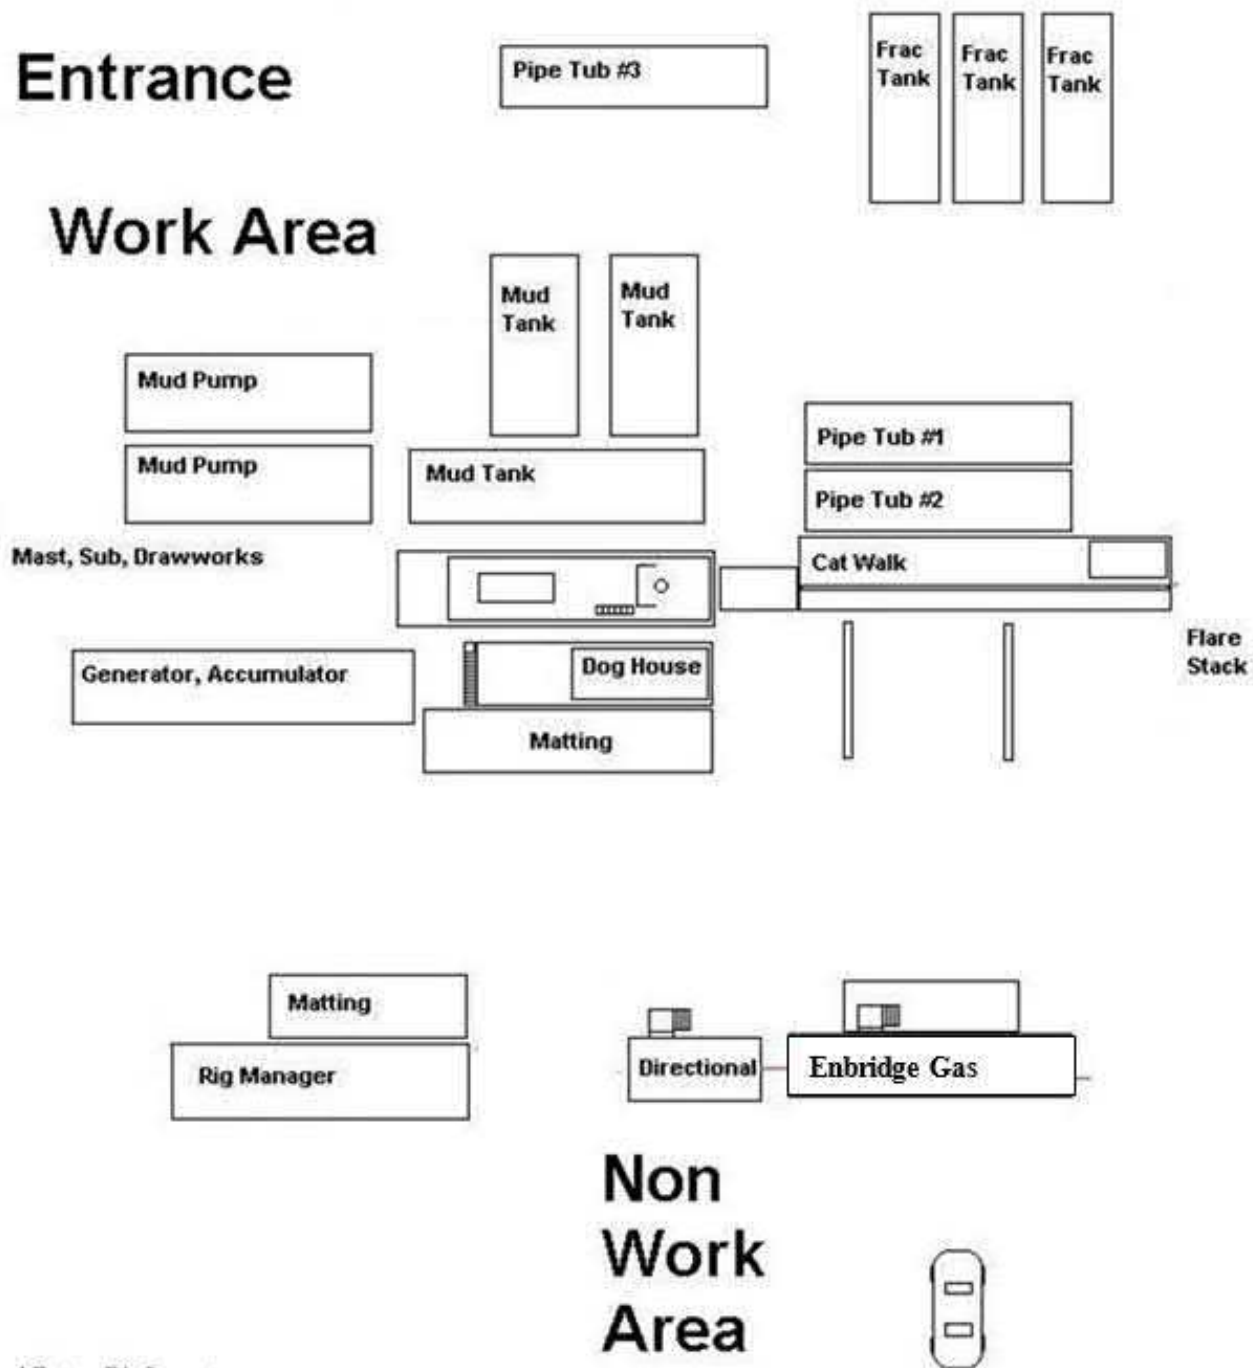 Entrance
Pipe Tub #3
Frac
Tank
Frac
Tank
Frac
Tank
Work Area
Mud
Tank
Mud
Tank
Mud Pump
Mud Pump
Mud Tank
Pipe Tub #1
Pipe Tub #2
Mast, Sub, Drawworks
Cat Walk
Flare
Stack
Generator, Accumulator
Dog House
Matting
Matting
Rig Manager
Directional
Enbridge Gas
Non
Work
Area